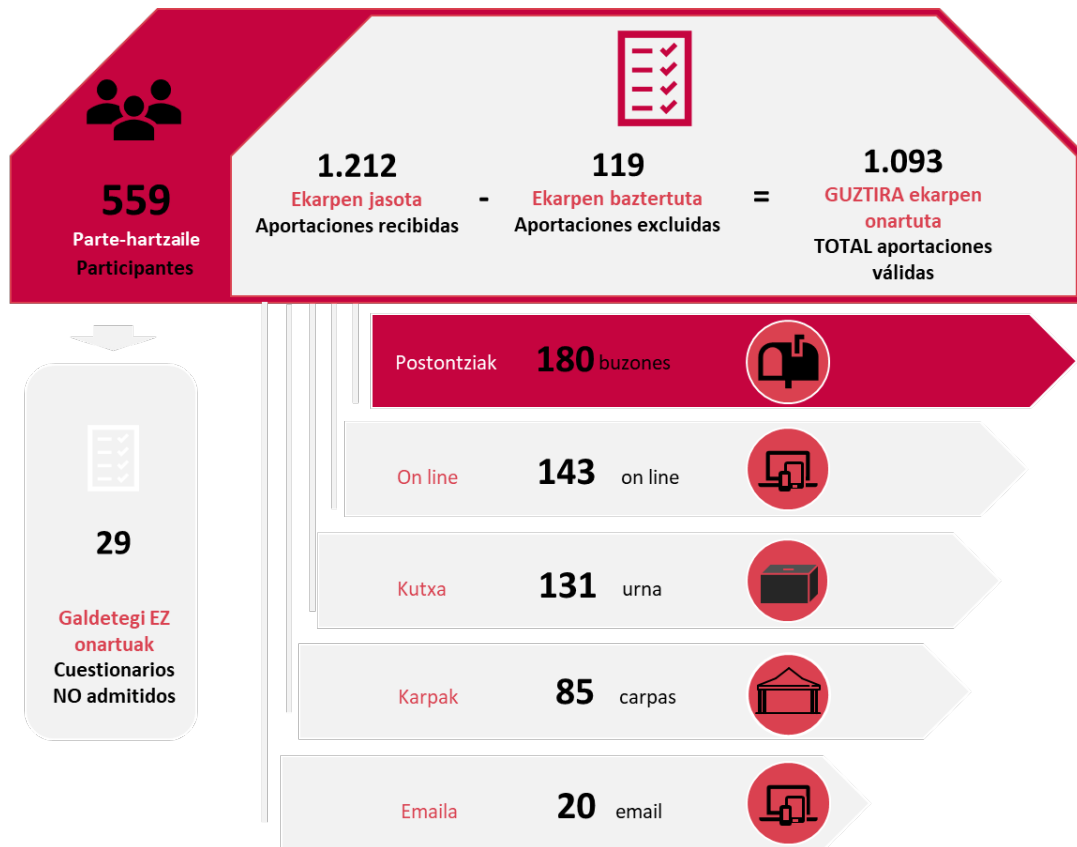 559
Parte-hartzaile
Participantes
1.212
Ekarpen jasota
Aportaciones recibidas
-
119
Ekarpen baztertuta
Aportaciones excluidas
=
1.093
GUZTIRA ekarpen
onartuta
TOTAL aportaciones
válidas
29
Galdetegi EZ
onartuak
Cuestionarios
NO admitidos
Postontziak 180 buzones
On line 143 on line
Kutxa 131 urna
Karpak 85 carpas
Emaila 20 email